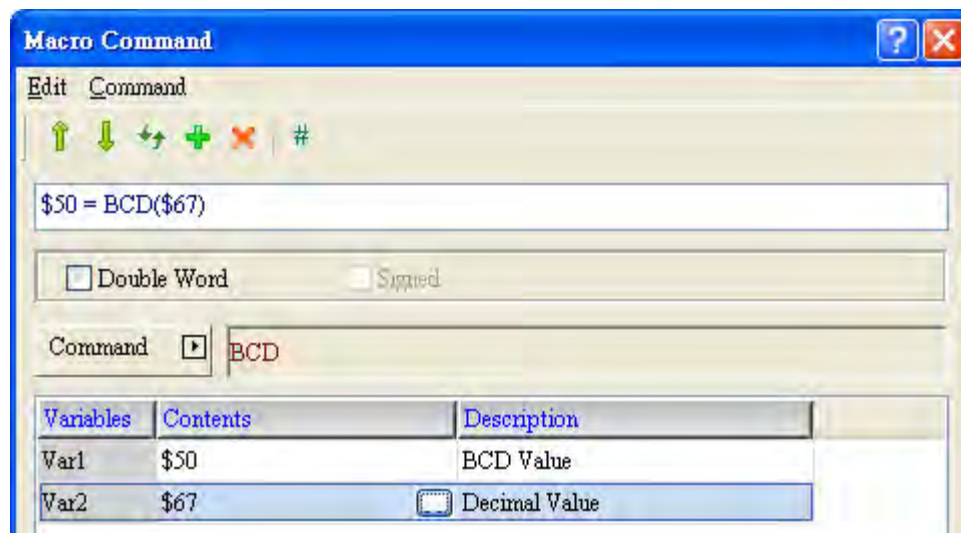 Macro Command
Edit Command
#
$50 = BCD($67)
Double Word Signed
Command BCD
Variables Contents Description
Var1 $50 BCD Value
Var2 $67 Decimal Value